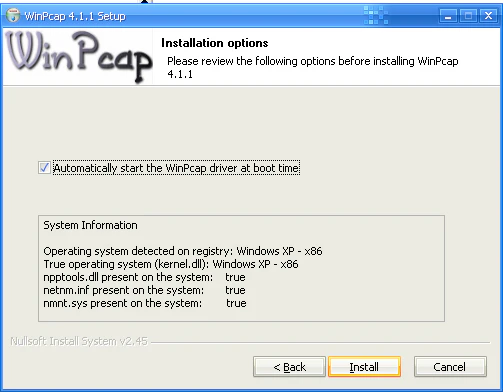 WinPcap 4.1.1 Setup
WinPcap
Installation options
Please review the following options before installing WinPcap
4.1.1
Automatically start the WinPcap driver at boot time
System Information
Operating system detected on registry: Windows XP - x86
True operating system (kernel.dll): Windows XP - x86
npptools.dll present on the system: true
netnm.inf present on the system: true
nmnt.sys present on the system: true
Nullsoft Install System v2.45
< Back
Install
Cancel